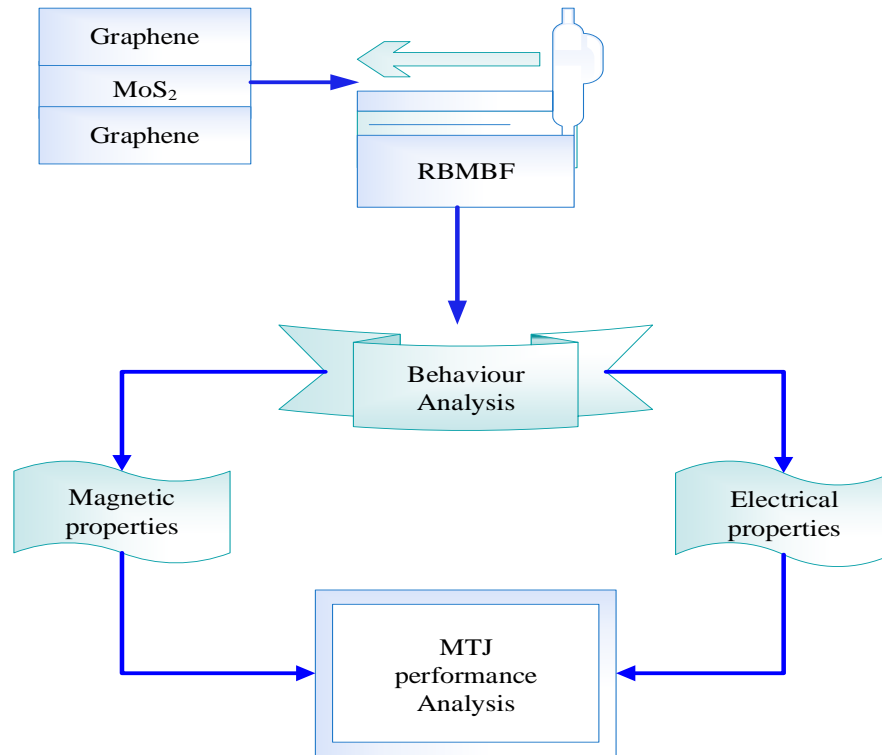 Graphene
MoS₂
Graphene
RBMBF
Behaviour
Analysis
Magnetic
properties
Electrical
properties
MTJ
performance
Analysis